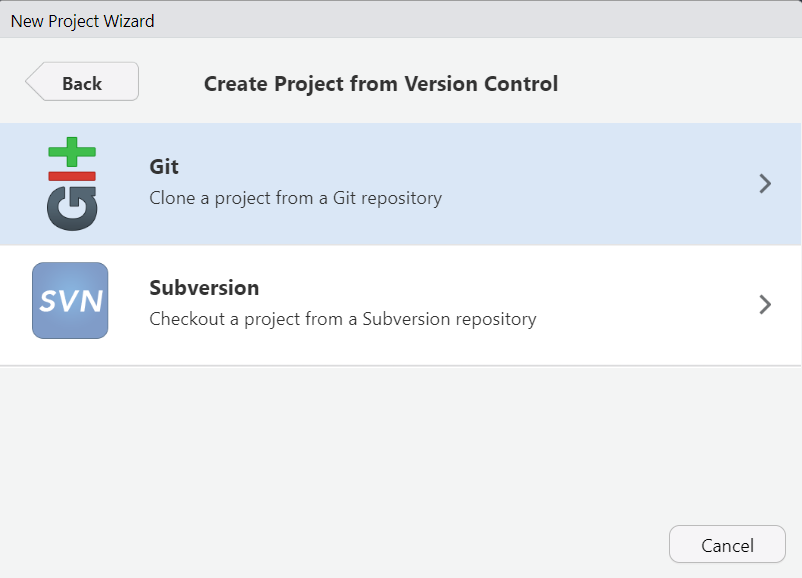 New Project Wizard
Back
Create Project from Version Control
GIt
Git
Clone a project from a Git repository
SVN
Subversion
Checkout a project from a Subversion repository
Cancel